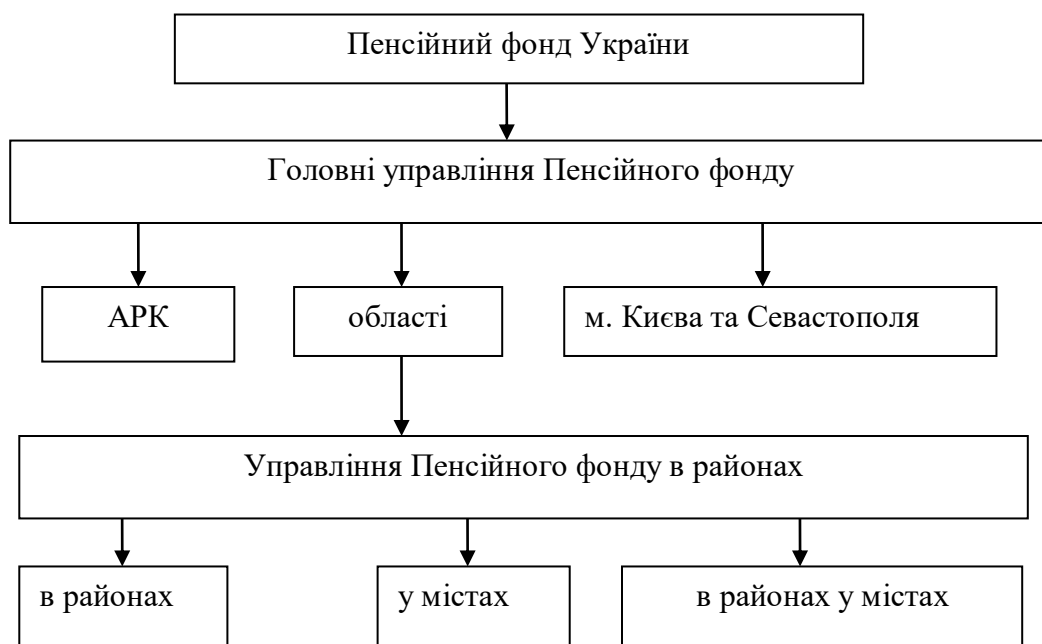 Пенсійний фонд України
Головні управління Пенсійного фонду
АРК
області
м. Києва та Севастополя
Управління Пенсійного фонду в районах
в районах
у містах
в районах у містах